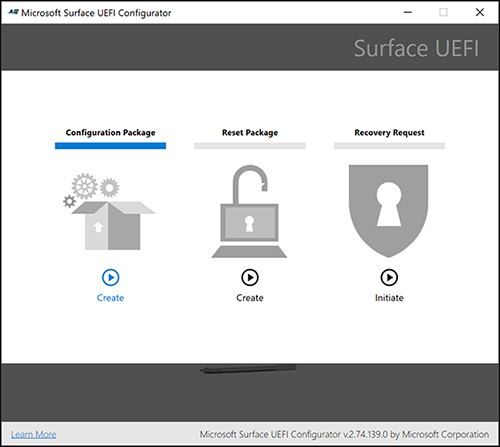 Microsoft Surface UEFI Configurator
Surface UEFI
Configuration Package
Reset Package
Recovery Request
Create
Create
Initiate
Learn More
Microsoft Surface UEFI Configurator v.2.74.139.0 by Microsoft Corporation